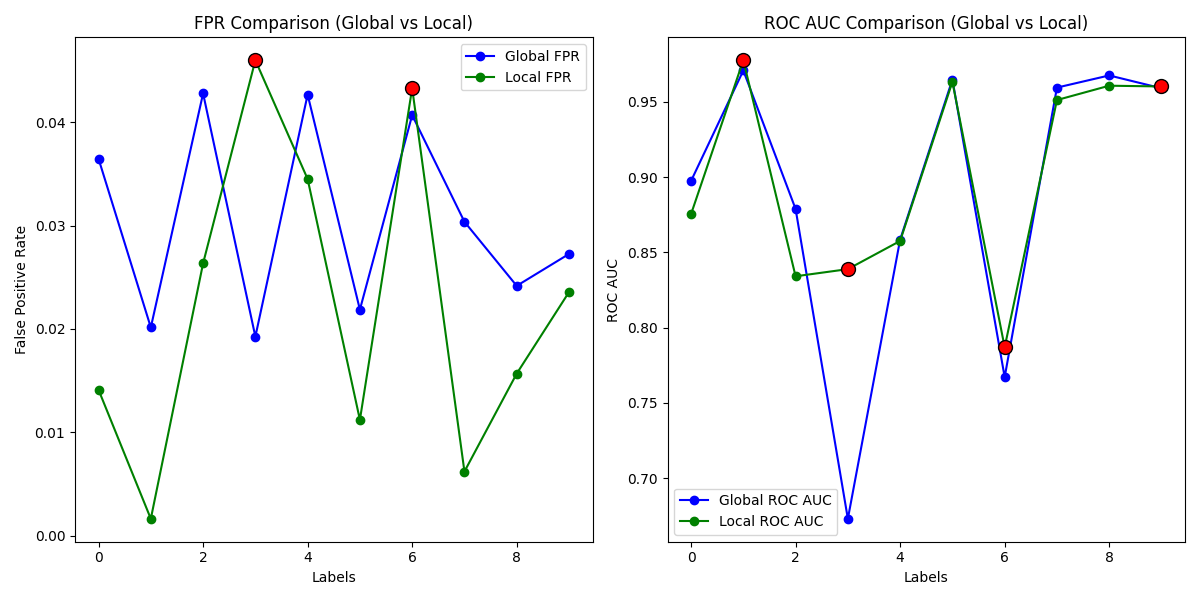 FPR Comparison (Global vs Local)
Global FPR
Local FPR
False Positive Rate
0.04
0.03
0.02
0.01
0.00
0 2 4 6 8
Labels
ROC AUC Comparison (Global vs Local)
ROC AUC
0.95
0.90
0.85
0.80
0.75
0.70
Global ROC AUC
Local ROC AUC
0 2 4 6 8
Labels